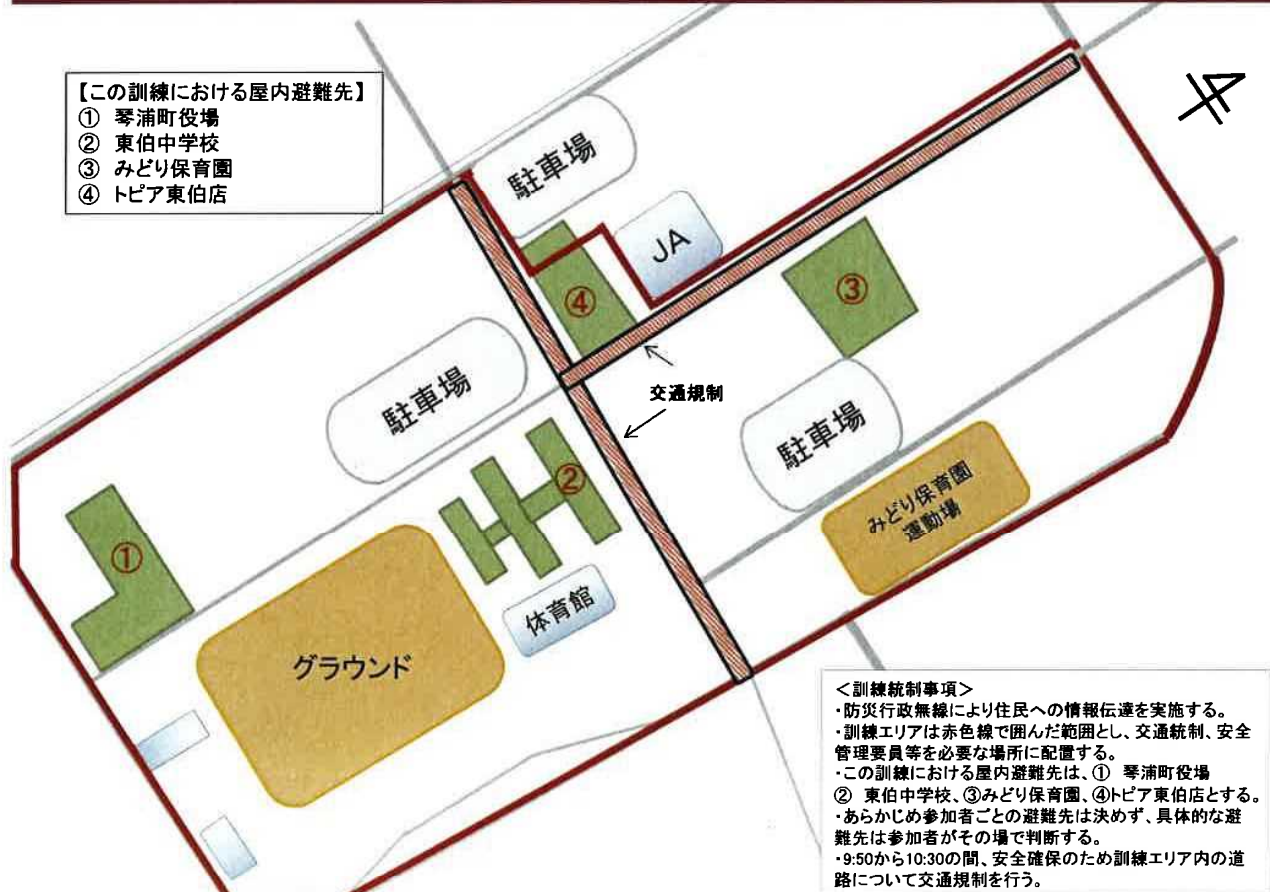 【この訓練における屋内避難先】
① 琴浦町役場
② 東伯中学校
③ みどり保育園
④ トピア東伯店
駐車場
JA
④
③
交通規制
駐車場
駐車場
②
①
みどり保育園
運動場
体育館
グラウンド
＜訓練統制事項＞
・防災行政無線により住民への情報伝達を実施する。
・訓練エリアは赤色線で囲んだ範囲とし、交通統制、安全
管理要員等を必要な場所に配置する。
・この訓練における屋内避難先は、① 琴浦町役場
② 東伯中学校、③みどり保育園、④トピア東伯店とする。
・あらかじめ参加者ごとの避難先は決めず、具体的な避
難先は参加者がその場で判断する。
・9:50から10:30の間、安全確保のため訓練エリア内の道
路について交通規制を行う。